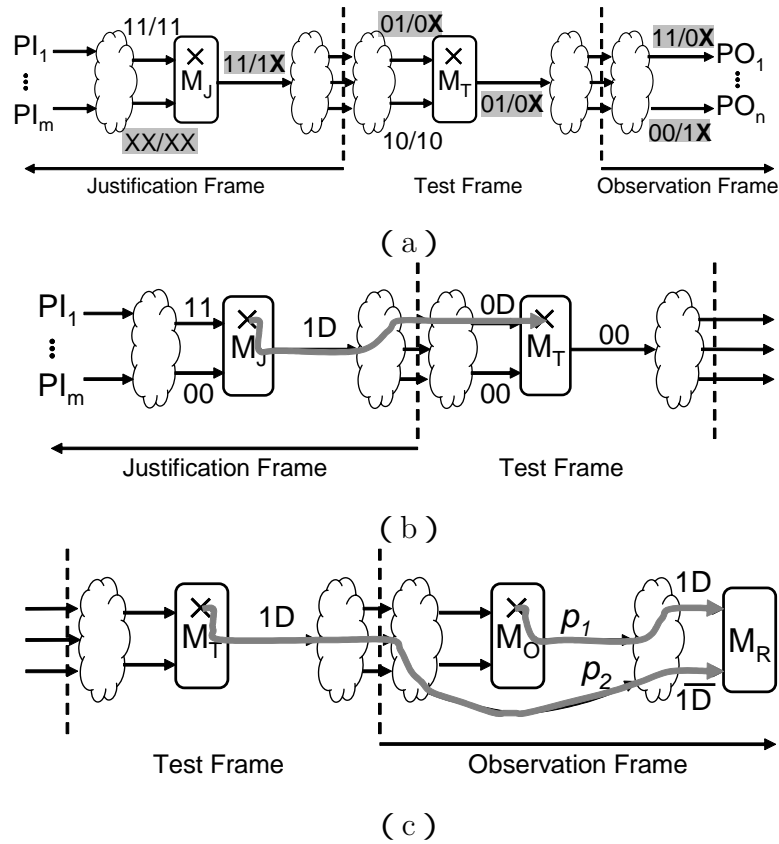 11/11
01/0X
11/0X
PI1
PO1
MJ
11/1X
MT
PIm
01/0X
POn
XX/XX
10/10
00/1X
Justification Frame
Test Frame
Observation Frame
(a)
PI1
11
0D
MJ
1D
MT
00
PIm
00
00
Justification Frame
Test Frame
(b)
1D
1D
MT
MO
p1
MR
p2
1D̅
Test Frame
Observation Frame
(c)